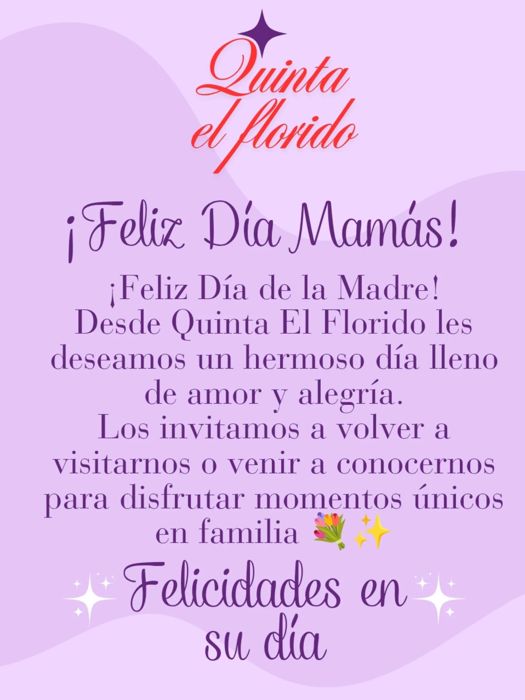 Quinta
el florido
¡Feliz Día Mamás!
¡Feliz Día de la Madre!
Desde Quinta El Florido les
deseamos un hermoso día lleno
de amor y alegría.
Los invitamos a volver a
visitarnos o venir a conocernos
para disfrutar momentos únicos
en familia 💐✨
Felicidades en
su día